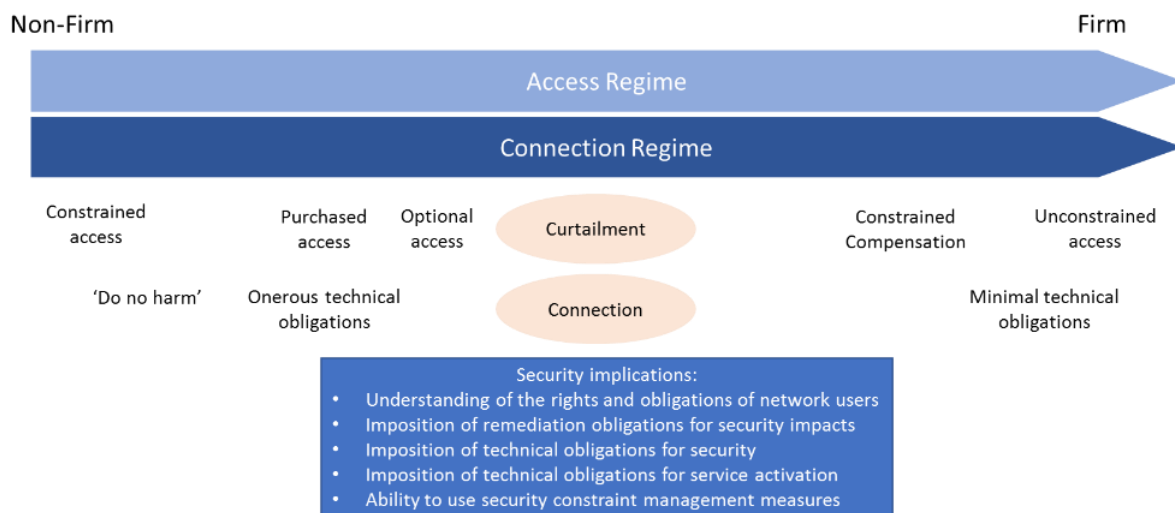 Non-Firm
Firm
Access Regime
Connection Regime
Constrained
access
Purchased
access
Optional
access
Curtailment
Constrained
Compensation
Unconstrained
access
‘Do no harm’
Onerous technical
obligations
Connection
Minimal technical
obligations
Security implications:
• Understanding of the rights and obligations of network users
• Imposition of remediation obligations for security impacts
• Imposition of technical obligations for security
• Imposition of technical obligations for service activation
• Ability to use security constraint management measures